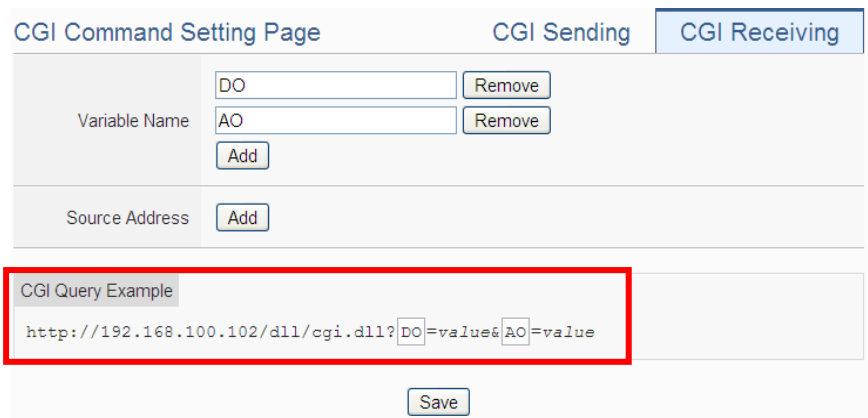 CGI Command Setting Page CGI Sending CGI Receiving
DO Remove
Variable Name AO Remove
Add
Source Address Add
CGI Query Example
http://192.168.100.102/dll/cgi.dll?DO=value&AO=value
Save